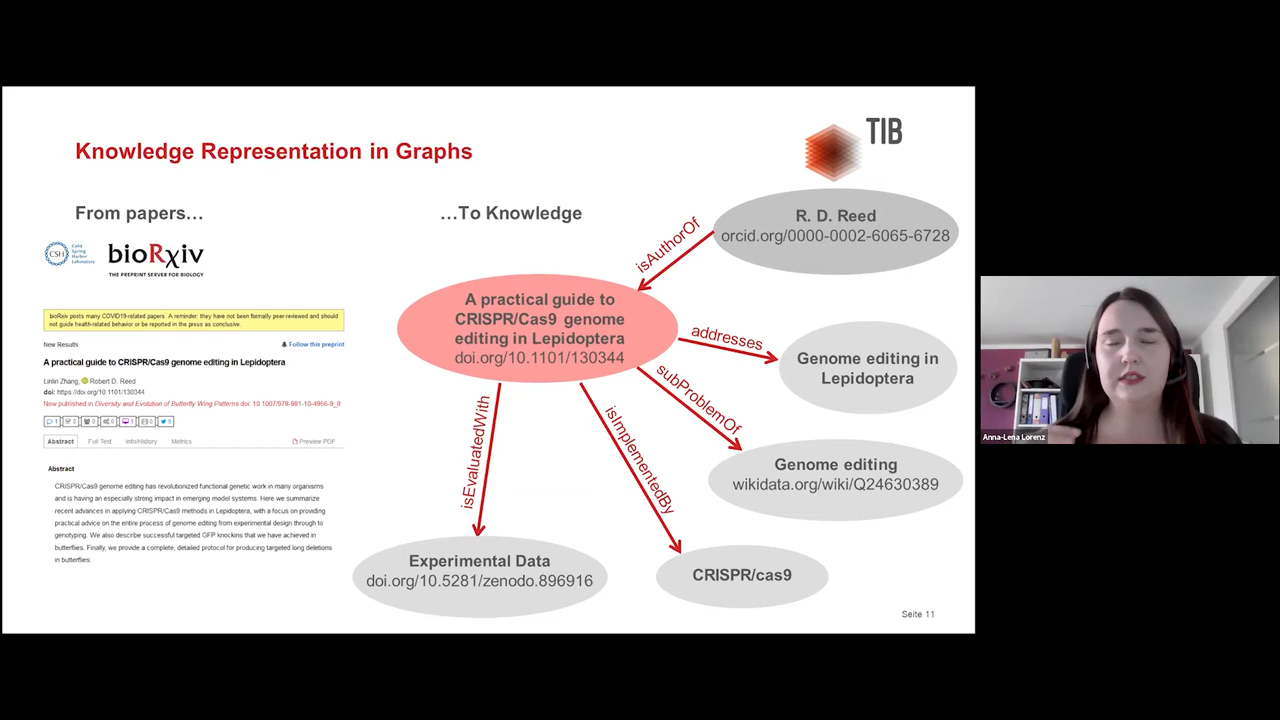 TIB
Knowledge Representation in Graphs
From papers…
…To Knowledge
CSH
Cold
Spring
Harbor
Laboratory
bioRxiv
THE PREPRINT SERVER FOR BIOLOGY
bioRxiv posts many COVID19-related papers. A reminder: they have not been formally peer-reviewed and should
not guide health-related behavior or be reported in the press as conclusive.
New Results
Follow this preprint
A practical guide to CRISPR/Cas9 genome editing in Lepidoptera
Linlin Zhang, Robert D. Reed
doi: https://doi.org/10.1101/130344
Now published in Diversity and Evolution of Butterfly Wing Patterns doi: 10.1007/978-981-10-4956-9_8
Abstract
Full Text
Info/History
Metrics
Preview PDF
Abstract
CRISPR/Cas9 genome editing has revolutionized functional genetic work in many organisms
and is having an especially strong impact in emerging model systems. Here we summarize
recent advances in applying CRISPR/Cas9 methods in Lepidoptera, with a focus on providing
practical advice on the entire process of genome editing from experimental design through to
genotyping. We also describe successful targeted GFP knockins that we have achieved in
butterflies. Finally, we provide a complete, detailed protocol for producing targeted long deletions
in butterflies.
R. D. Reed
orcid.org/0000-0002-6065-6728
isAuthorOf
A practical guide to
CRISPR/Cas9 genome
editing in Lepidoptera
doi.org/10.1101/130344
addresses
Genome editing in
Lepidoptera
subProblemOf
Genome editing
wikidata.org/wiki/Q24630389
isEvaluatedWith
isImplementedBy
Experimental Data
doi.org/10.5281/zenodo.896916
CRISPR/cas9
Seite 11
Anna-Lena Lorenz